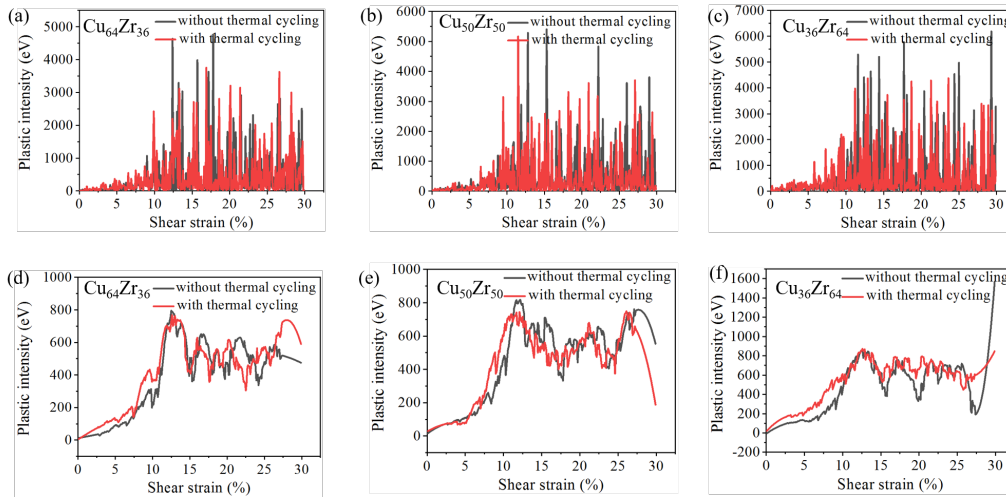 (a)
Cu64Zr36
without thermal cycling
with thermal cycling
Plastic intensity (eV)
5000
4000
3000
2000
1000
0
0 5 10 15 20 25 30
Shear strain (%)
(b)
Cu50Zr50
without thermal cycling
with thermal cycling
Plastic intensity (eV)
6000
5000
4000
3000
2000
1000
0
0 5 10 15 20 25 30
Shear strain (%)
(c)
Cu36Zr64
without thermal cycling
with thermal cycling
Plastic intensity (eV)
7000
6000
5000
4000
3000
2000
1000
0
0 5 10 15 20 25 30
Shear strain (%)
(d)
Cu64Zr36
without thermal cycling
with thermal cycling
Plastic intensity (eV)
1000
800
600
400
200
0
0 5 10 15 20 25 30
Shear strain (%)
(e)
Cu50Zr50
without thermal cycling
with thermal cycling
Plastic intensity (eV)
1000
800
600
400
200
0
0 5 10 15 20 25 30
Shear strain (%)
(f)
Cu36Zr64
without thermal cycling
with thermal cycling
Plastic intensity (eV)
1600
1400
1200
1000
800
600
400
200
0
-200
0 5 10 15 20 25 30
Shear strain (%)